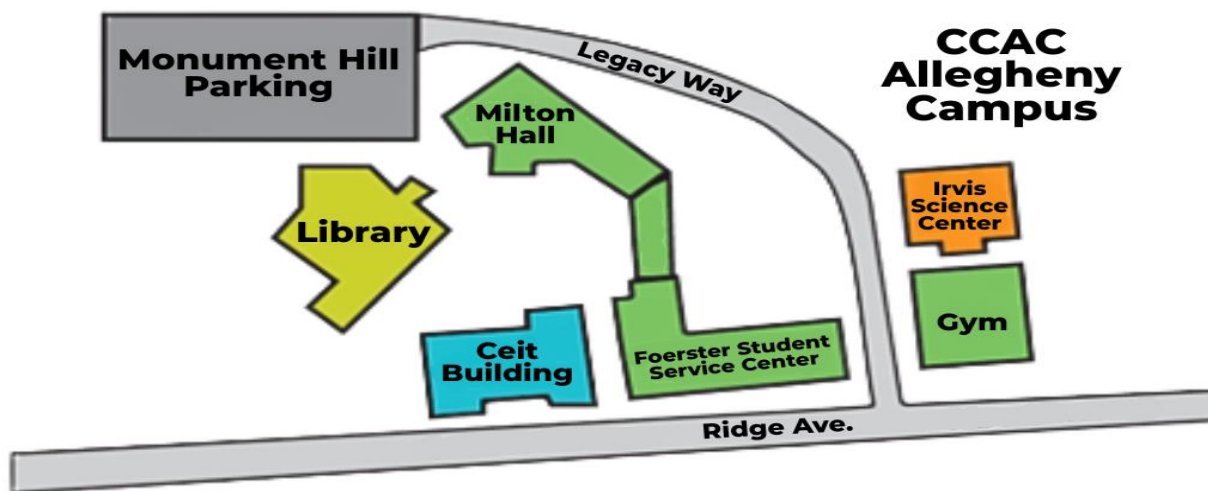 Monument Hill
Parking
Legacy Way
CCAC
Allegheny
Campus
Milton
Hall
Irvis
Science
Center
Library
Gym
Ceit
Building
Foerster Student
Service Center
Ridge Ave.